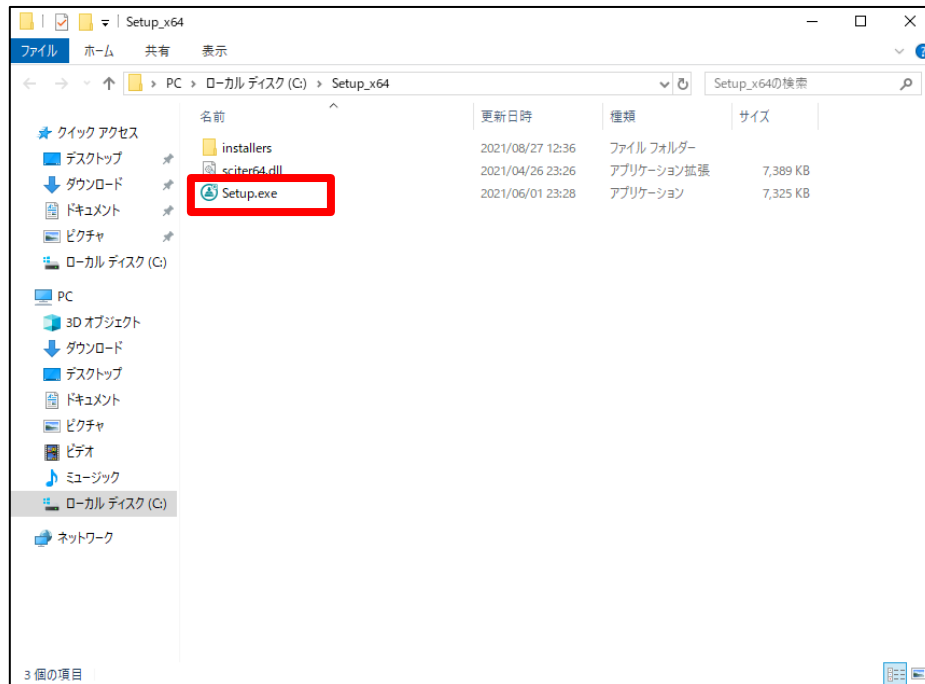 Setup_x64
ファイル ホーム 共有 表示
PC ローカル ディスク (C:) Setup_x64 Setup_x64の検索
名前 更新日時 種類 サイズ
クイック アクセス
デスクトップ
ダウンロード
ドキュメント
ピクチャ
ローカル ディスク (C:)
PC
3D オブジェクト
ダウンロード
デスクトップ
ドキュメント
ピクチャ
ビデオ
ミュージック
ローカル ディスク (C:)
ネットワーク
installers 2021/08/27 12:36 ファイル フォルダー
sciter64.dll 2021/04/26 23:26 アプリケーション拡張 7,389 KB
Setup.exe 2021/06/01 23:28 アプリケーション 7,325 KB
3 個の項目